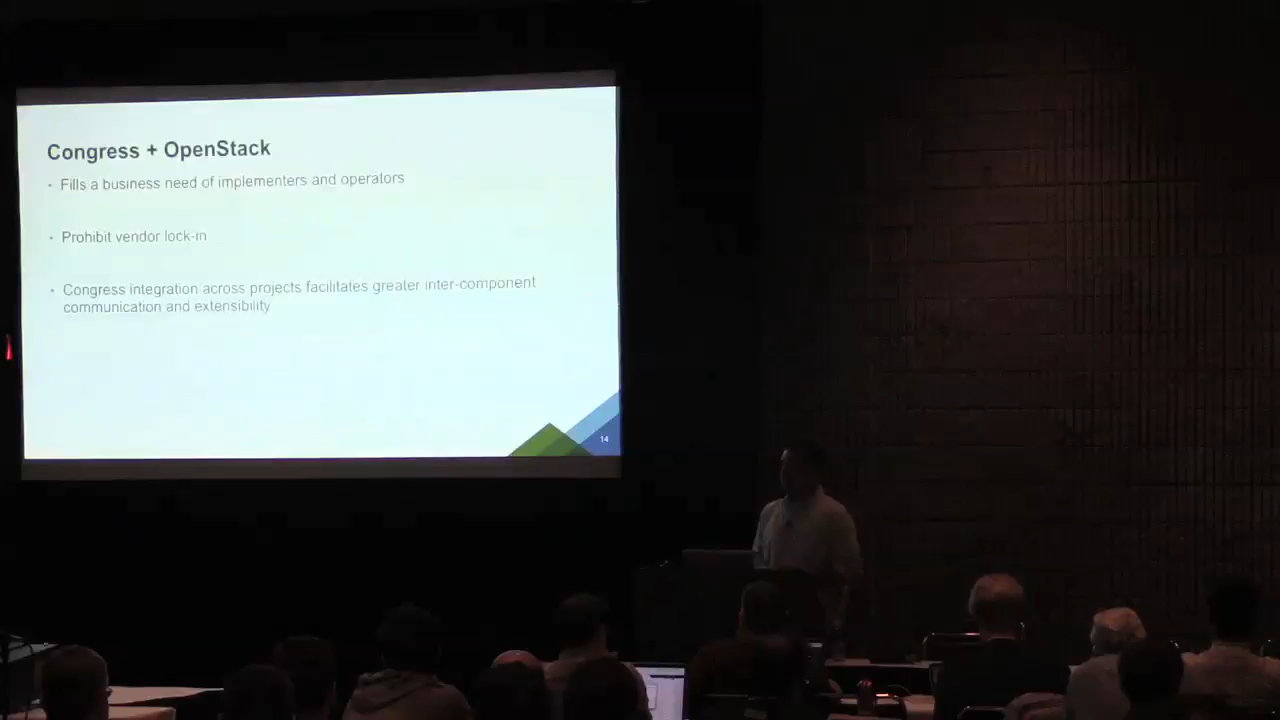 Congress + OpenStack
• Fills a business need of implementers and operators
• Prohibit vendor lock-in
• Congress integration across projects facilitates greater inter-component
communication and extensibility
14